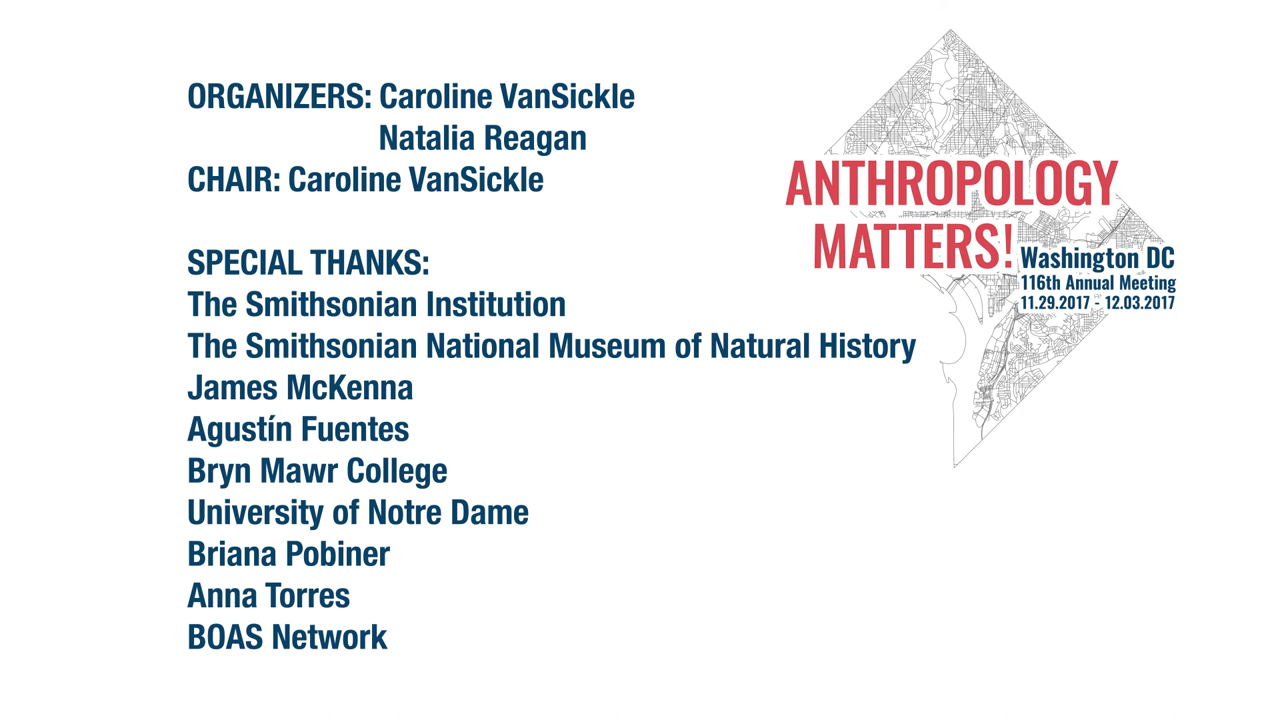 ORGANIZERS: Caroline VanSickle
Natalia Reagan
CHAIR: Caroline VanSickle
SPECIAL THANKS:
The Smithsonian Institution
The Smithsonian National Museum of Natural History
James McKenna
Agustín Fuentes
Bryn Mawr College
University of Notre Dame
Briana Pobiner
Anna Torres
BOAS Network
ANTHROPOLOGY
MATTERS!
Washington DC
116th Annual Meeting
11.29.2017 - 12.03.2017